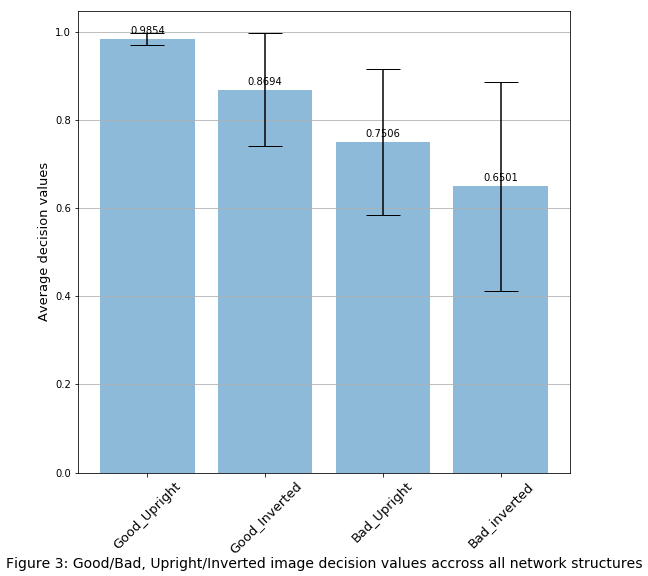 1.0
0.8
0.6
0.4
0.2
0.0
Average decision values
0.9854
0.8694
0.7506
0.6501
Good_Upright
Good_Inverted
Bad_Upright
Bad_inverted
Figure 3: Good/Bad, Upright/Inverted image decision values accross all network structures